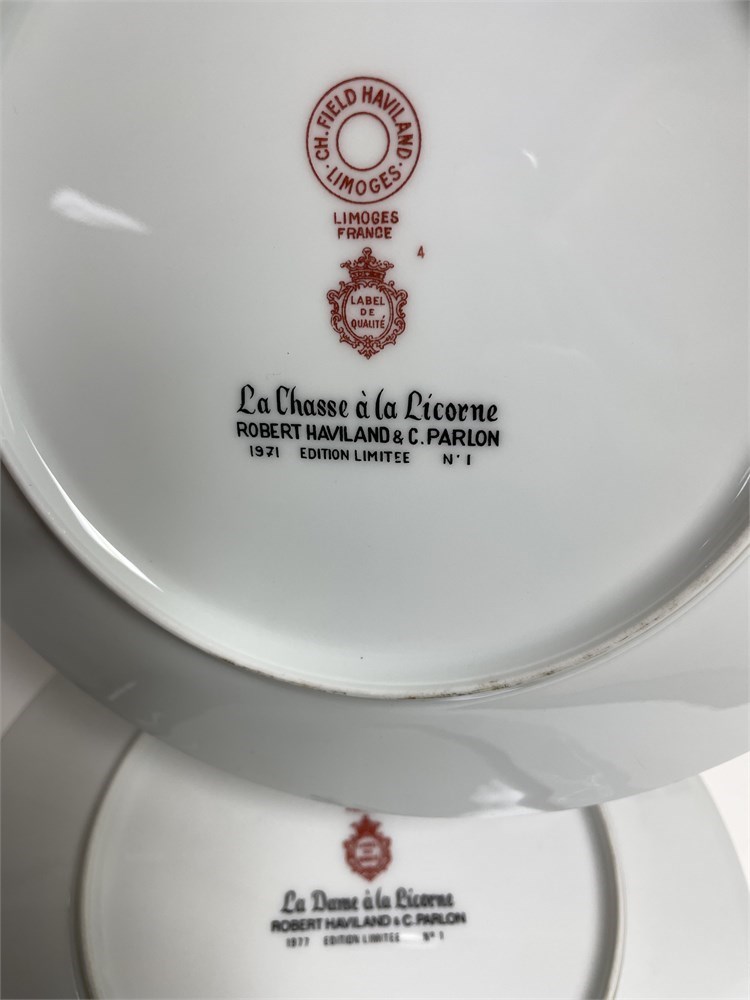 CH. FIELD HAVILAND
· LIMOGES ·
LIMOGES
FRANCE
4
LABEL
DE
QUALITÉ
La Chasse à la Licorne
ROBERT HAVILAND & C. PARLON
1971 EDITION LIMITEE N° 1
La Dame à la Licorne
ROBERT HAVILAND & C. PARLON
1977 EDITION LIMITEE N° 1